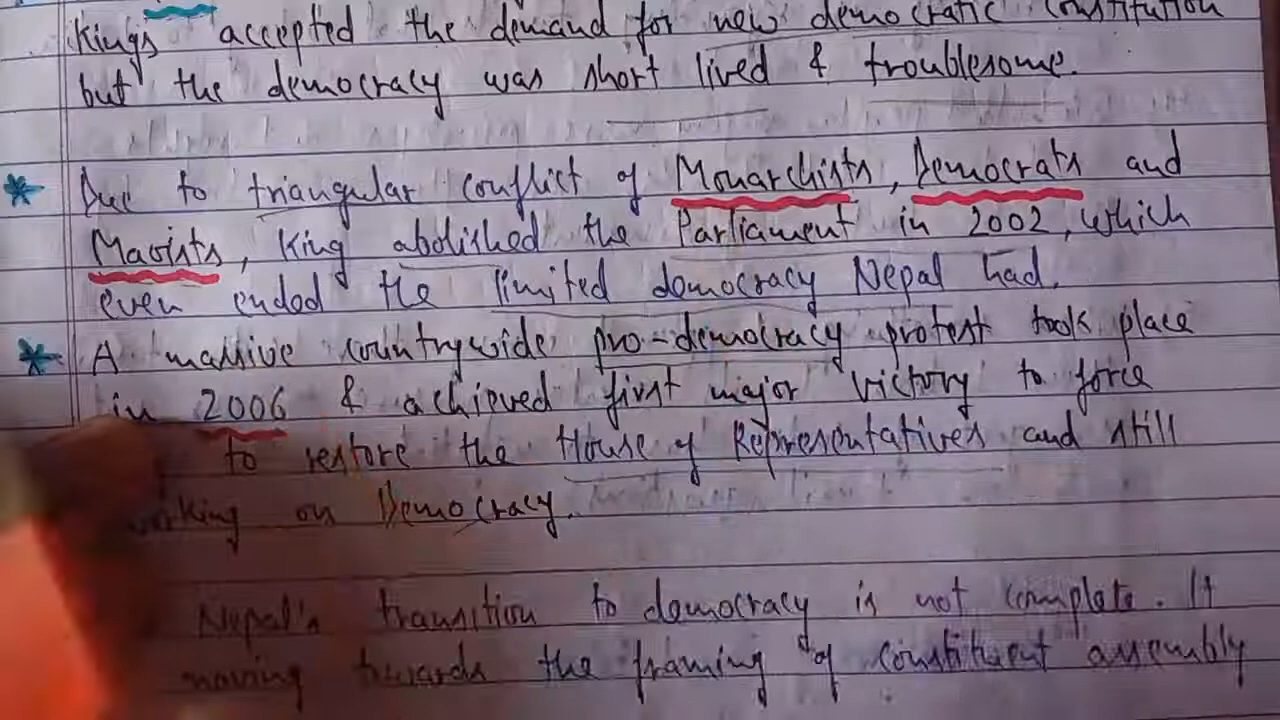 Kings accepted the demand for new democratic constitution
but the democracy was short lived & troublesome.
* Due to triangular conflict of Monarchists, Democrats and
Maoists, King abolished the Parliament in 2002, which
even ended the limited democracy Nepal had.
* A massive countrywide pro-democracy protest took place
in 2006 & achieved first major victory to force
to restore the House of Representatives and still
working on Democracy.
Nepal's transition to democracy is not complete. It
moving towards the framing of constituent assembly